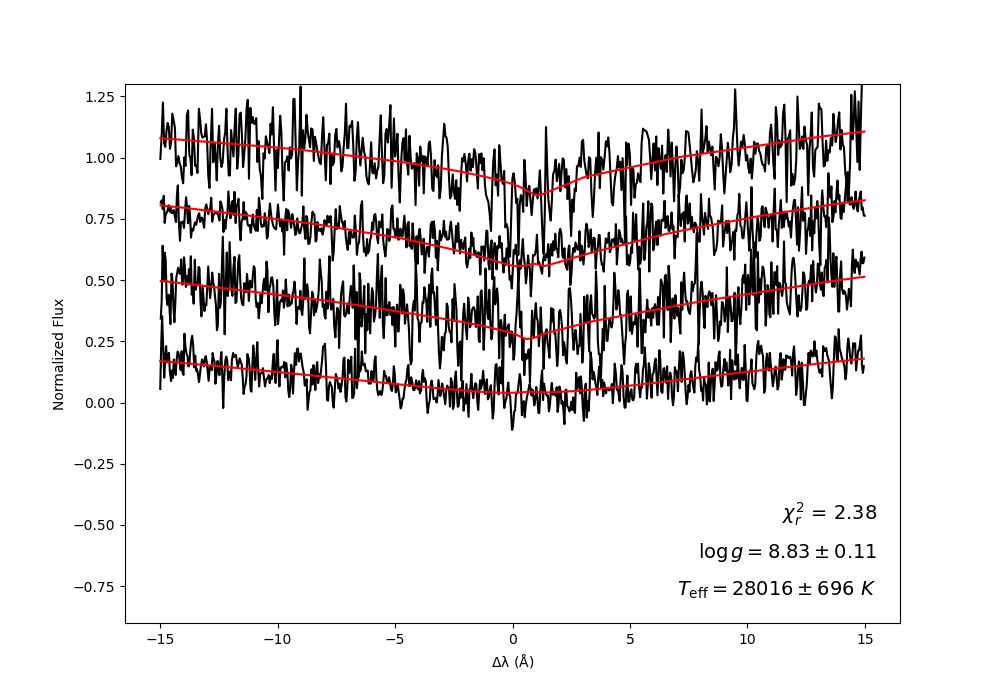 1.25
1.00
0.75
0.50
0.25
0.00
−0.25
−0.50
−0.75
Normalized Flux
χ²ᵣ = 2.38
log g = 8.83 ± 0.11
T_eff = 28016 ± 696 K
−15 −10 −5 0 5 10 15
Δλ (Å)